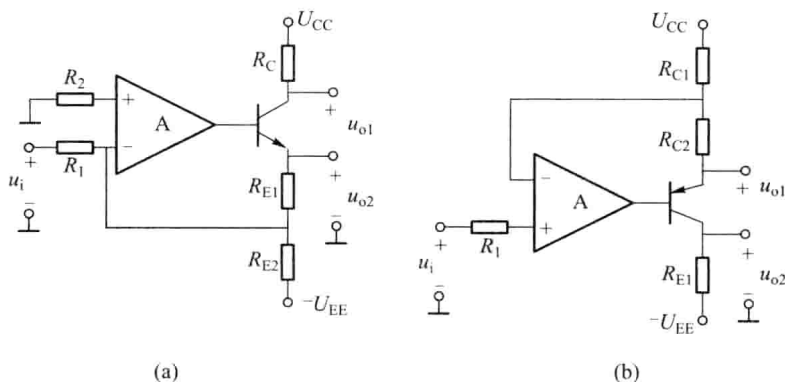 U_CC
R_C
R_2
+
A
−
R_1
+
u_i
−
+
u_o1
+
R_E1
u_o2
−
R_E2
−U_EE
(a)
U_CC
R_C1
R_C2
−
A
+
R_1
+
u_i
−
+
u_o1
+
R_E1
u_o2
−
−U_EE
(b)